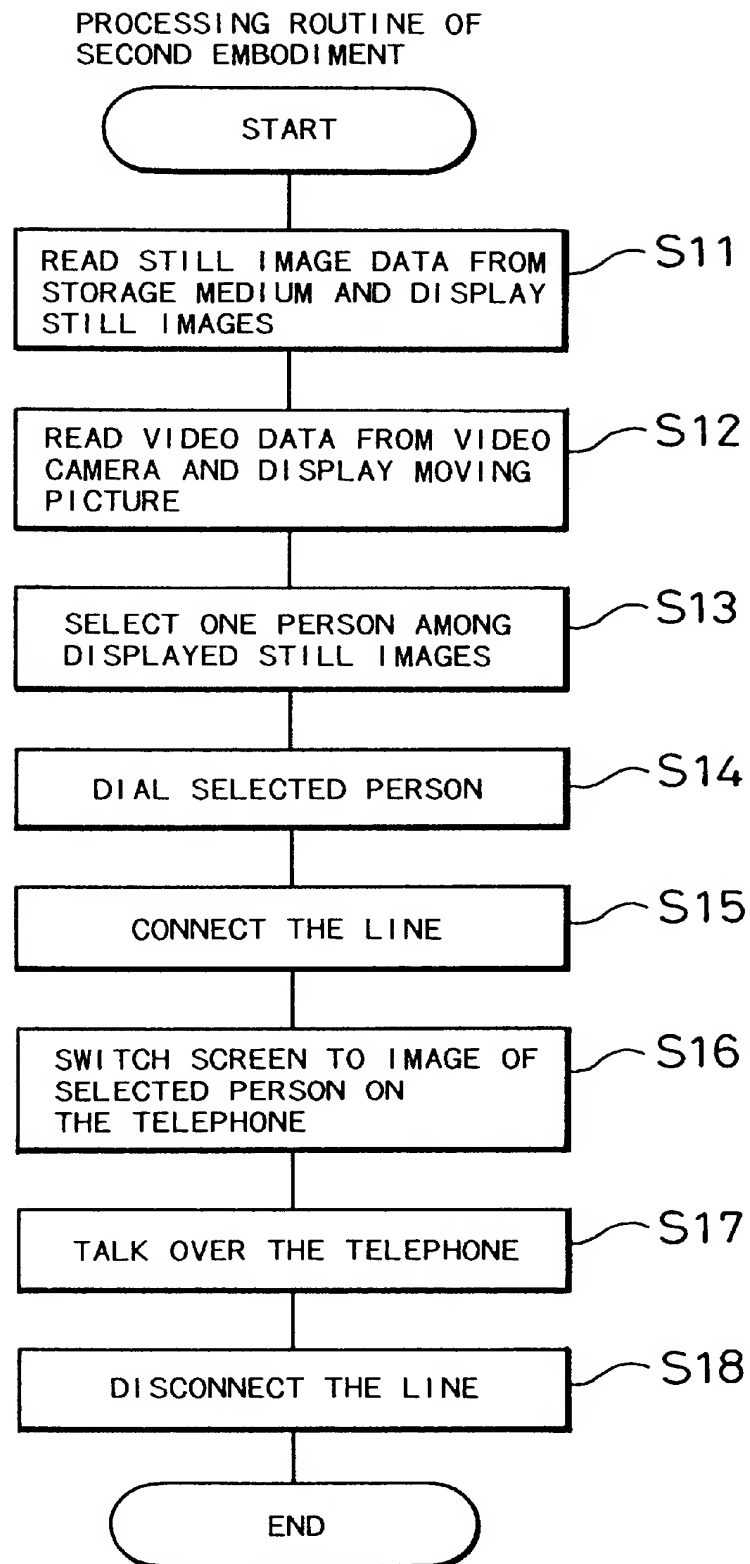 PROCESSING ROUTINE OF
SECOND EMBODIMENT
START
READ STILL IMAGE DATA FROM
STORAGE MEDIUM AND DISPLAY
STILL IMAGES
S11
READ VIDEO DATA FROM VIDEO
CAMERA AND DISPLAY MOVING
PICTURE
S12
SELECT ONE PERSON AMONG
DISPLAYED STILL IMAGES
S13
DIAL SELECTED PERSON
S14
CONNECT THE LINE
S15
SWITCH SCREEN TO IMAGE OF
SELECTED PERSON ON
THE TELEPHONE
S16
TALK OVER THE TELEPHONE
S17
DISCONNECT THE LINE
S18
END